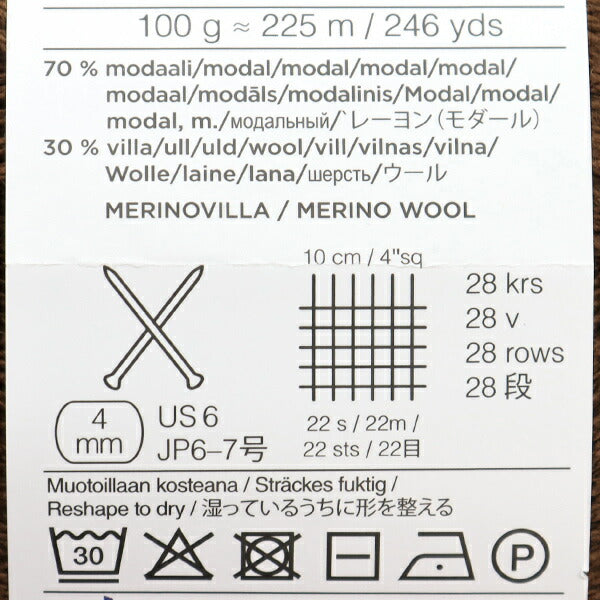 100 g ≈ 225 m / 246 yds
70 % modaali/modal/modal/modal/modal/
modaal/modāls/modalinis/Modal/modal/
modal, m./модальный/`レーヨン(モダール)
30 % villa/ull/uld/wool/vill/vilnas/vilna/
Wolle/laine/lana/шерсть/ウール
MERINOVILLA / MERINO WOOL
10 cm / 4"sq
28 krs
28 v
28 rows
28 段
4
mm
US 6
JP6–7号
22 s / 22m /
22 sts / 22目
Muotoillaan kosteana / Sträckes fuktig /
Reshape to dry / 湿っているうちに形を整える
30
P